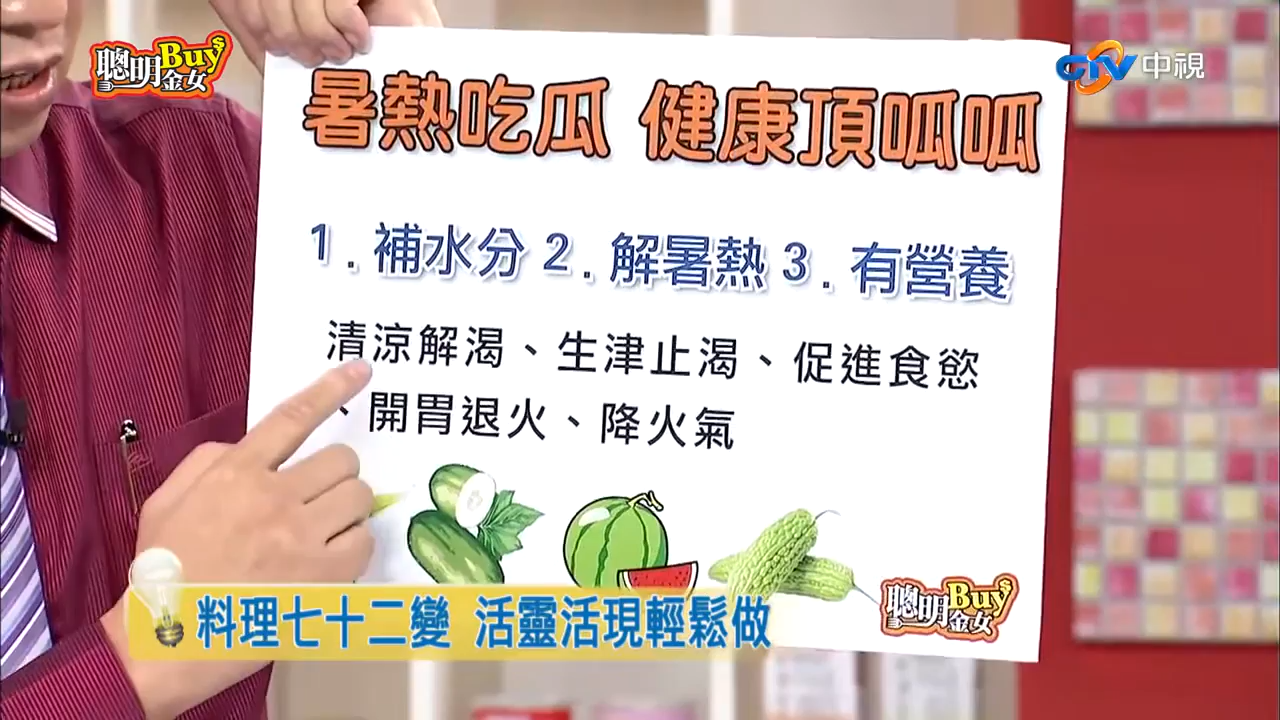 聰明Buy金女
CTV中視
暑熱吃瓜 健康頂呱呱
1.補水分 2.解暑熱 3.有營養
清涼解渴、生津止渴、促進食慾
、開胃退火、降火氣
聰明Buy金女
料理七十二變 活靈活現輕鬆做